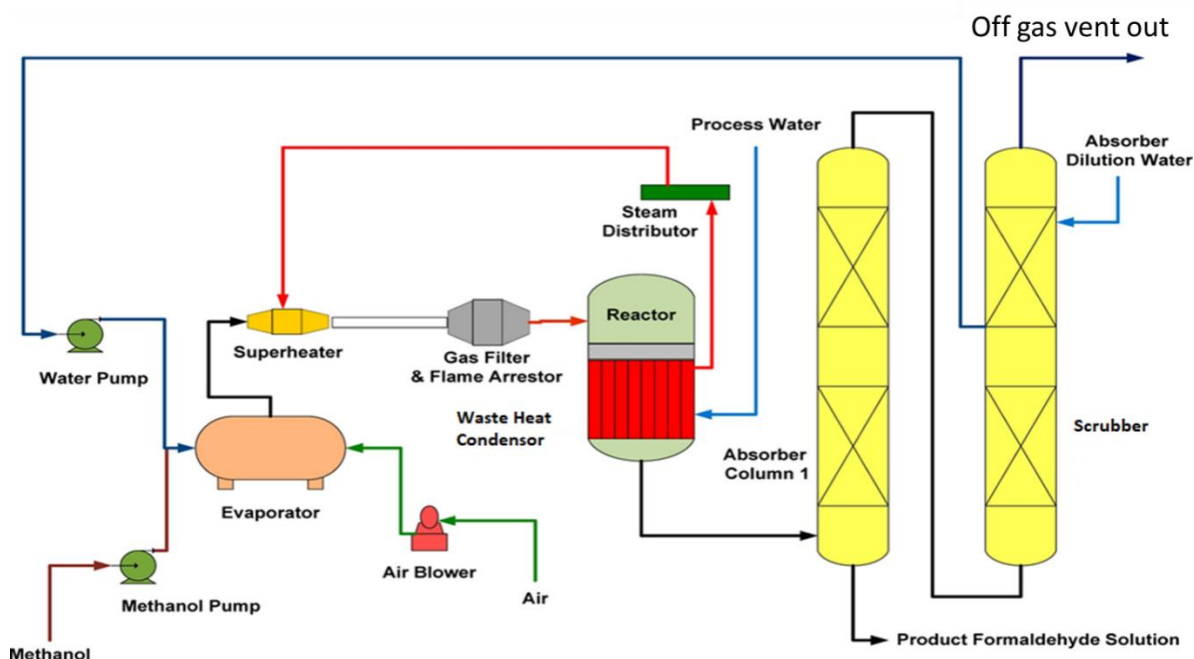 Off gas vent out
Process Water
Absorber
Dilution Water
Steam
Distributor
Reactor
Superheater
Gas Filter
& Flame Arrestor
Water Pump
Waste Heat
Condensor
Absorber
Column 1
Scrubber
Evaporator
Air Blower
Air
Methanol Pump
Methanol
Product Formaldehyde Solution